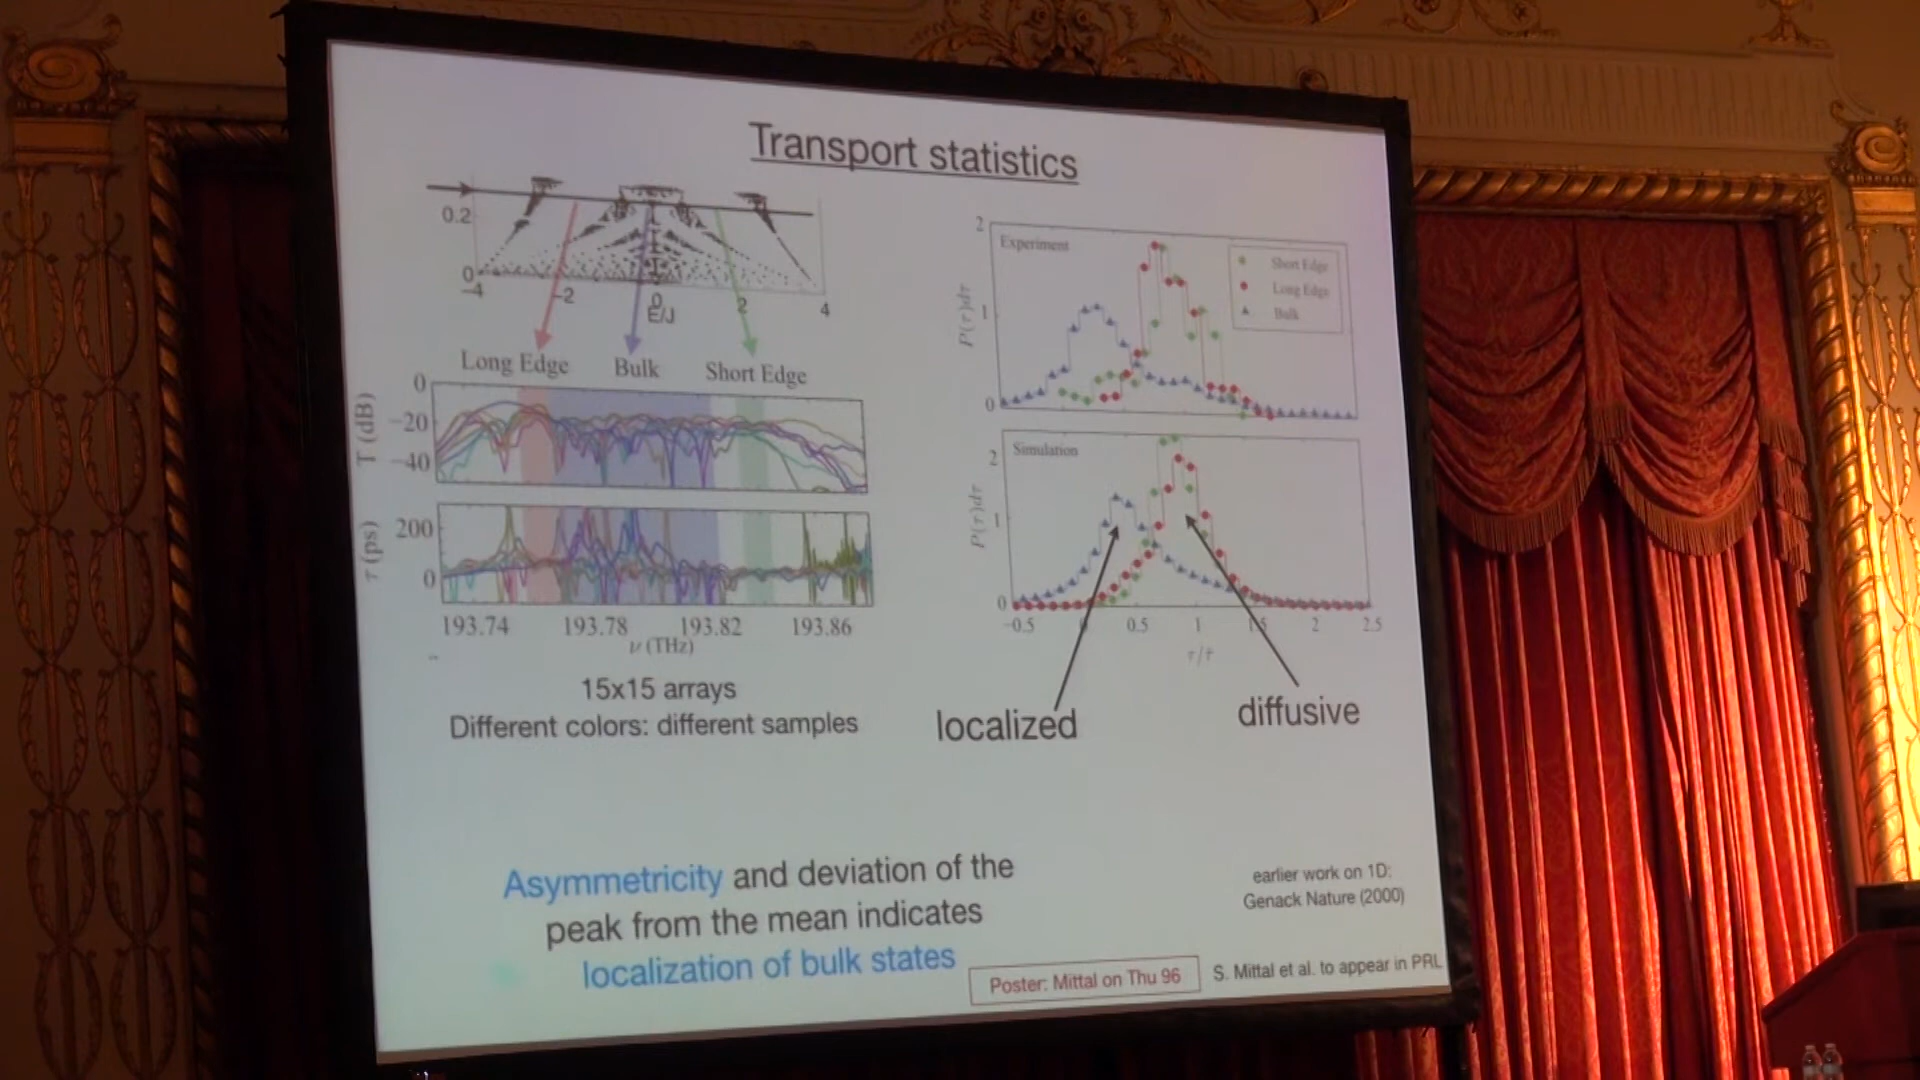 Transport statistics
0.2
0
-4
-2
0
2
4
E/J
Long Edge
Bulk
Short Edge
T (dB)
0
-20
-40
τ (ps)
200
0
193.74
193.78
193.82
193.86
ν (THz)
15x15 arrays
Different colors: different samples
Experiment
Short Edge
Long Edge
Bulk
P(τ)dτ
2
1
0
Simulation
P(τ)dτ
2
1
0
-0.5
0.5
1
1.5
2
2.5
localized
diffusive
Asymmetricity and deviation of the
peak from the mean indicates
localization of bulk states
earlier work on 1D:
Genack Nature (2000)
Poster: Mittal on Thu 96
S. Mittal et al. to appear in PRL